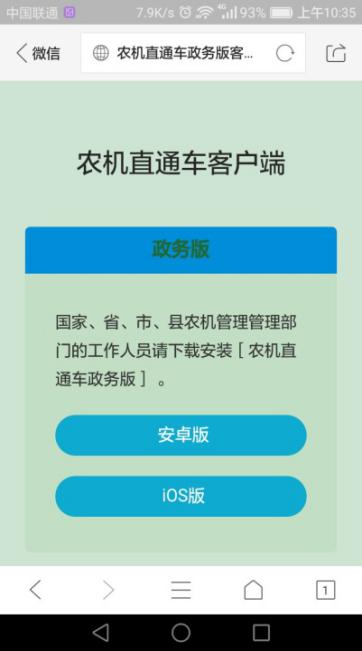 中国联通 7.9K/s 4G 93% 上午10:35
微信 农机直通车政务版客...
农机直通车客户端
政务版
国家、省、市、县农机管理管理部
门的工作人员请下载安装［农机直
通车政务版］。
安卓版
iOS版
1